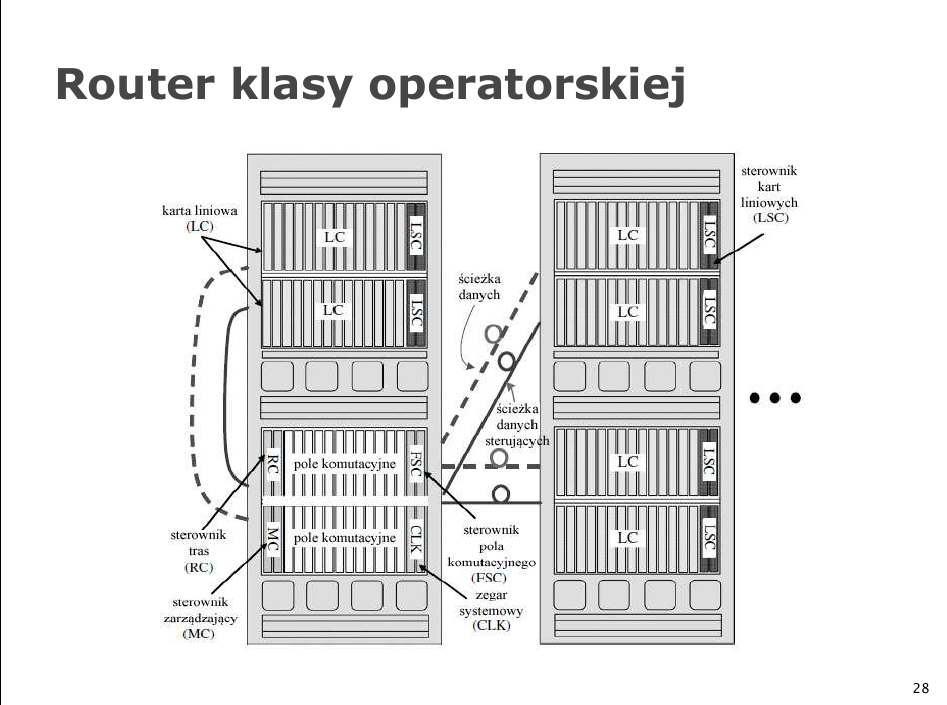 Router klasy operatorskiej
karta liniowa
(LC)
LC
LSC
LC
LSC
ścieżka
danych
ścieżka
danych
sterujących
RC
pole komutacyjne
FSC
MC
pole komutacyjne
CLK
sterownik
tras
(RC)
sterownik
zarządzający
(MC)
sterownik
pola
komutacyjnego
(FSC)
zegar
systemowy
(CLK)
LC
LSC
LC
LSC
LC
LSC
LC
LSC
sterownik
kart
liniowych
(LSC)
28